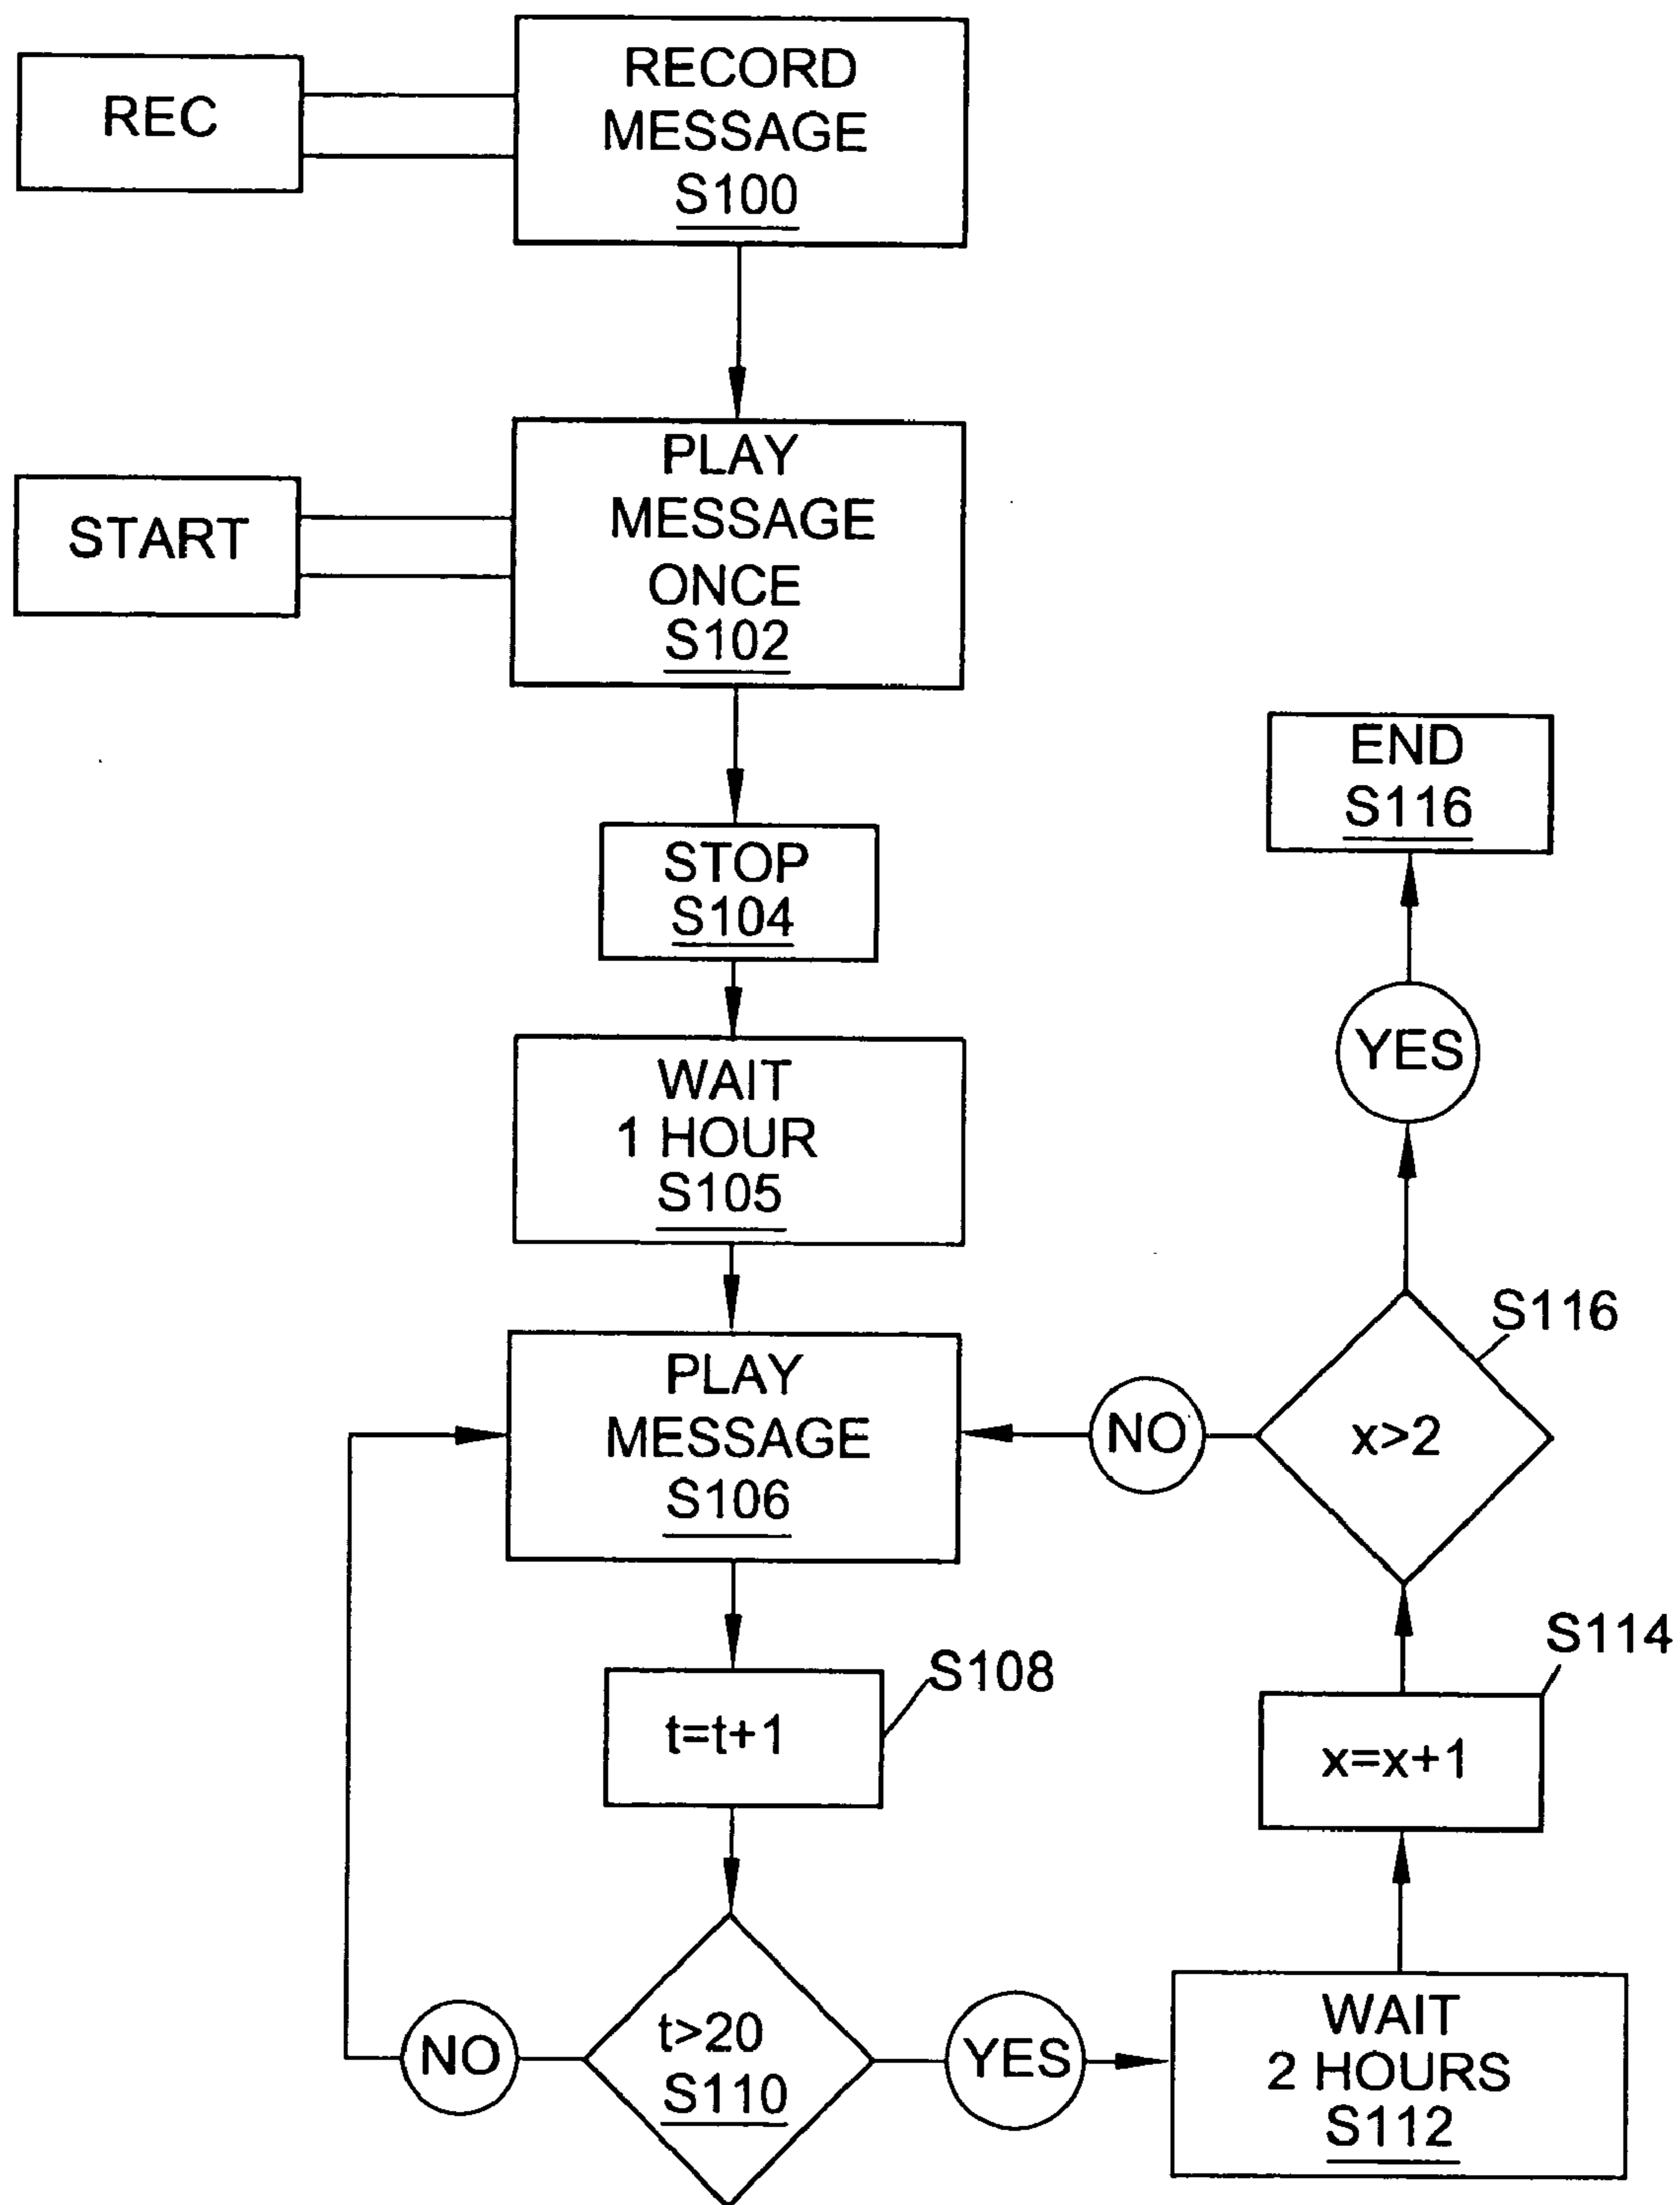 REC
RECORD
MESSAGE
S100
START
PLAY
MESSAGE
ONCE
S102
STOP
S104
WAIT
1 HOUR
S105
PLAY
MESSAGE
S106
t=t+1
S108
t>20
S110
NO
YES
WAIT
2 HOURS
S112
x=x+1
S114
x>2
S116
NO
YES
END
S116